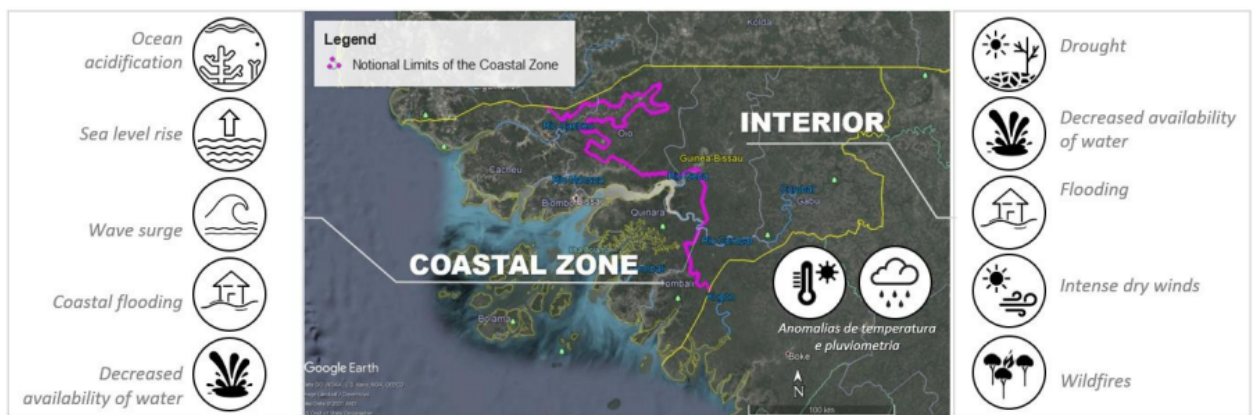 Ocean
acidification
Sea level rise
Wave surge
Coastal flooding
Decreased
availability of water
Legend
Notional Limits of the Coastal Zone
Kolda
INTERIOR
Oio
Guinea-Bissau
Cacheu
Biombo
Gabu
Quinara
COASTAL ZONE
Tombali
Bolama
Anomalias de temperatura
e pluviometria
Boke
N
Google Earth
100 km
Drought
Decreased availability
of water
Flooding
Intense dry winds
Wildfires